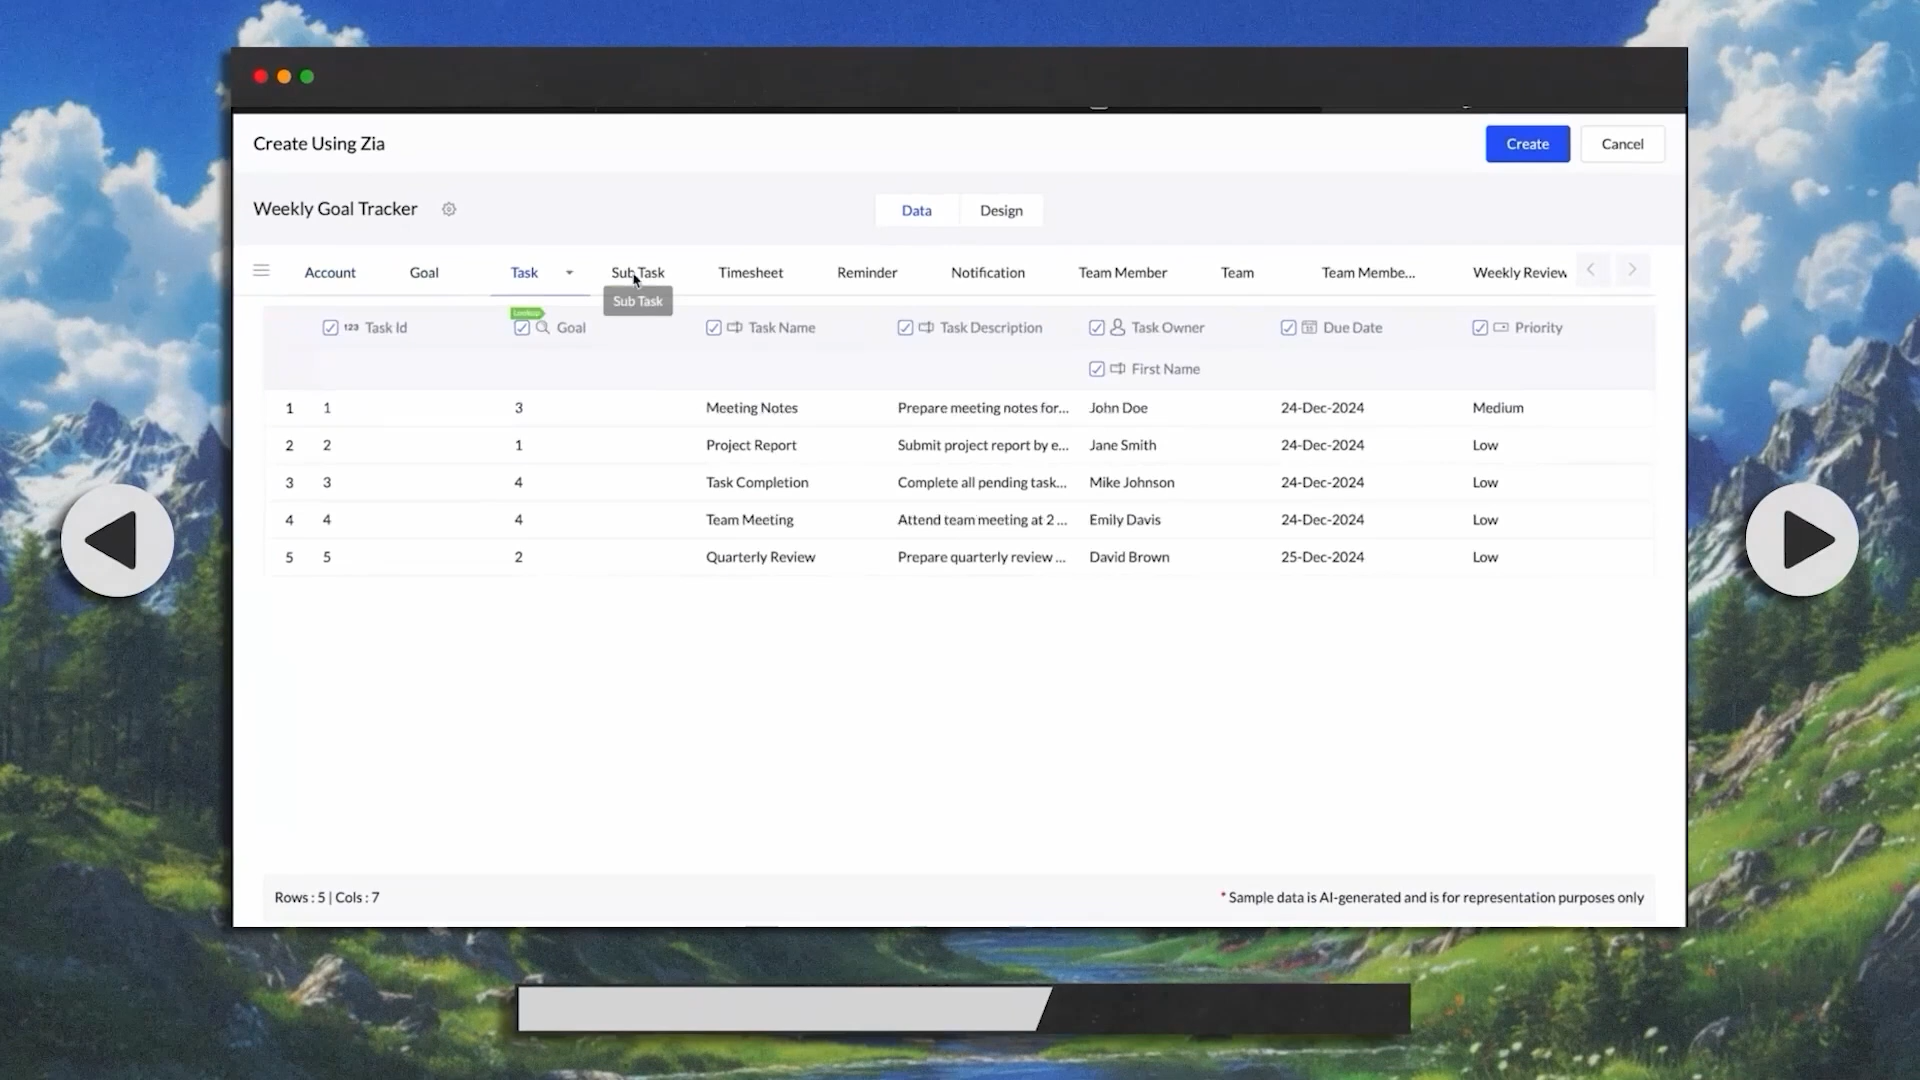 Create Using Zia
Create
Cancel
Weekly Goal Tracker
Data
Design
Account
Goal
Task
Sub Task
Timesheet
Reminder
Notification
Team Member
Team
Team Membe...
Weekly Review
Sub Task
Lookup
123 Task Id
Goal
Task Name
Task Description
Task Owner
Due Date
Priority
First Name
1 1 3 Meeting Notes Prepare meeting notes for... John Doe 24-Dec-2024 Medium
2 2 1 Project Report Submit project report by e... Jane Smith 24-Dec-2024 Low
3 3 4 Task Completion Complete all pending task... Mike Johnson 24-Dec-2024 Low
4 4 4 Team Meeting Attend team meeting at 2 ... Emily Davis 24-Dec-2024 Low
5 5 2 Quarterly Review Prepare quarterly review ... David Brown 25-Dec-2024 Low
Rows : 5 | Cols : 7
* Sample data is AI-generated and is for representation purposes only